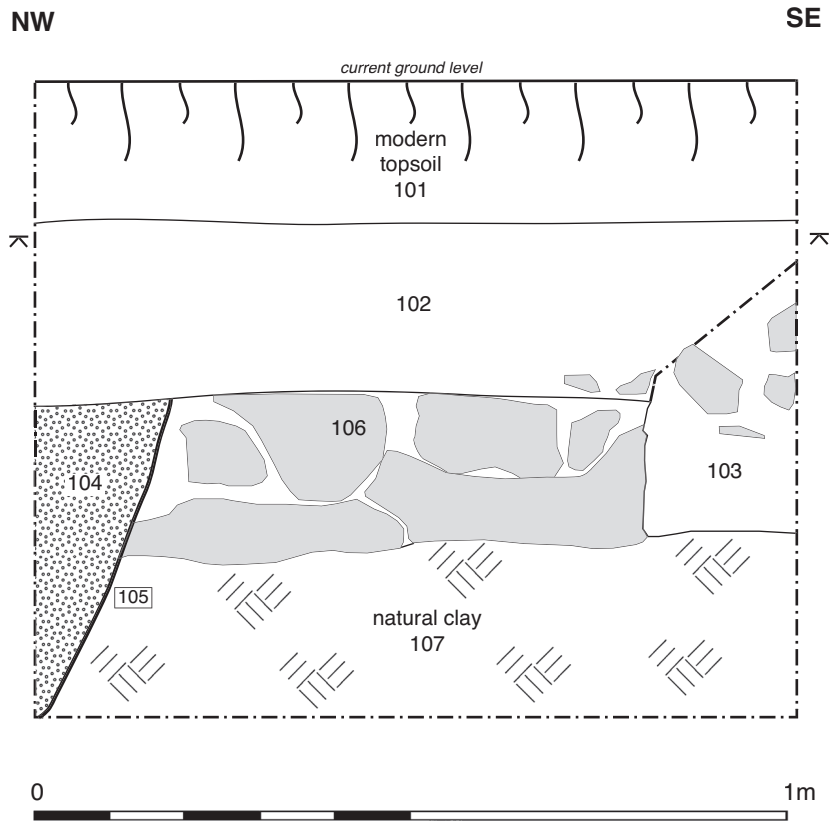 NW
SE
current ground level
modern
topsoil
101
102
106
104
103
105
natural clay
107
0
1m